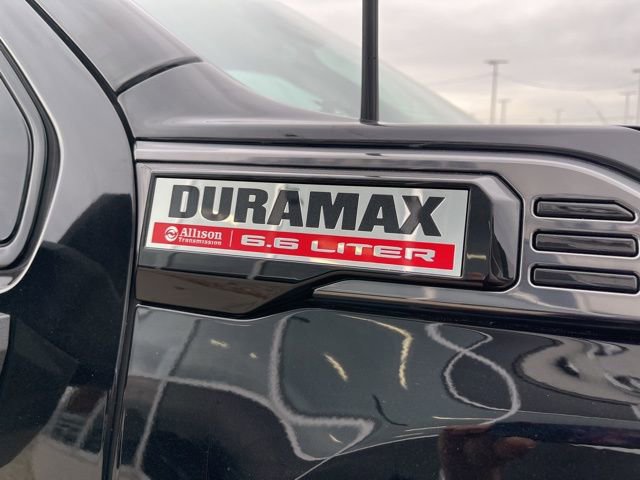 DURAMAX
Allison 6.6 LITER
Transmission